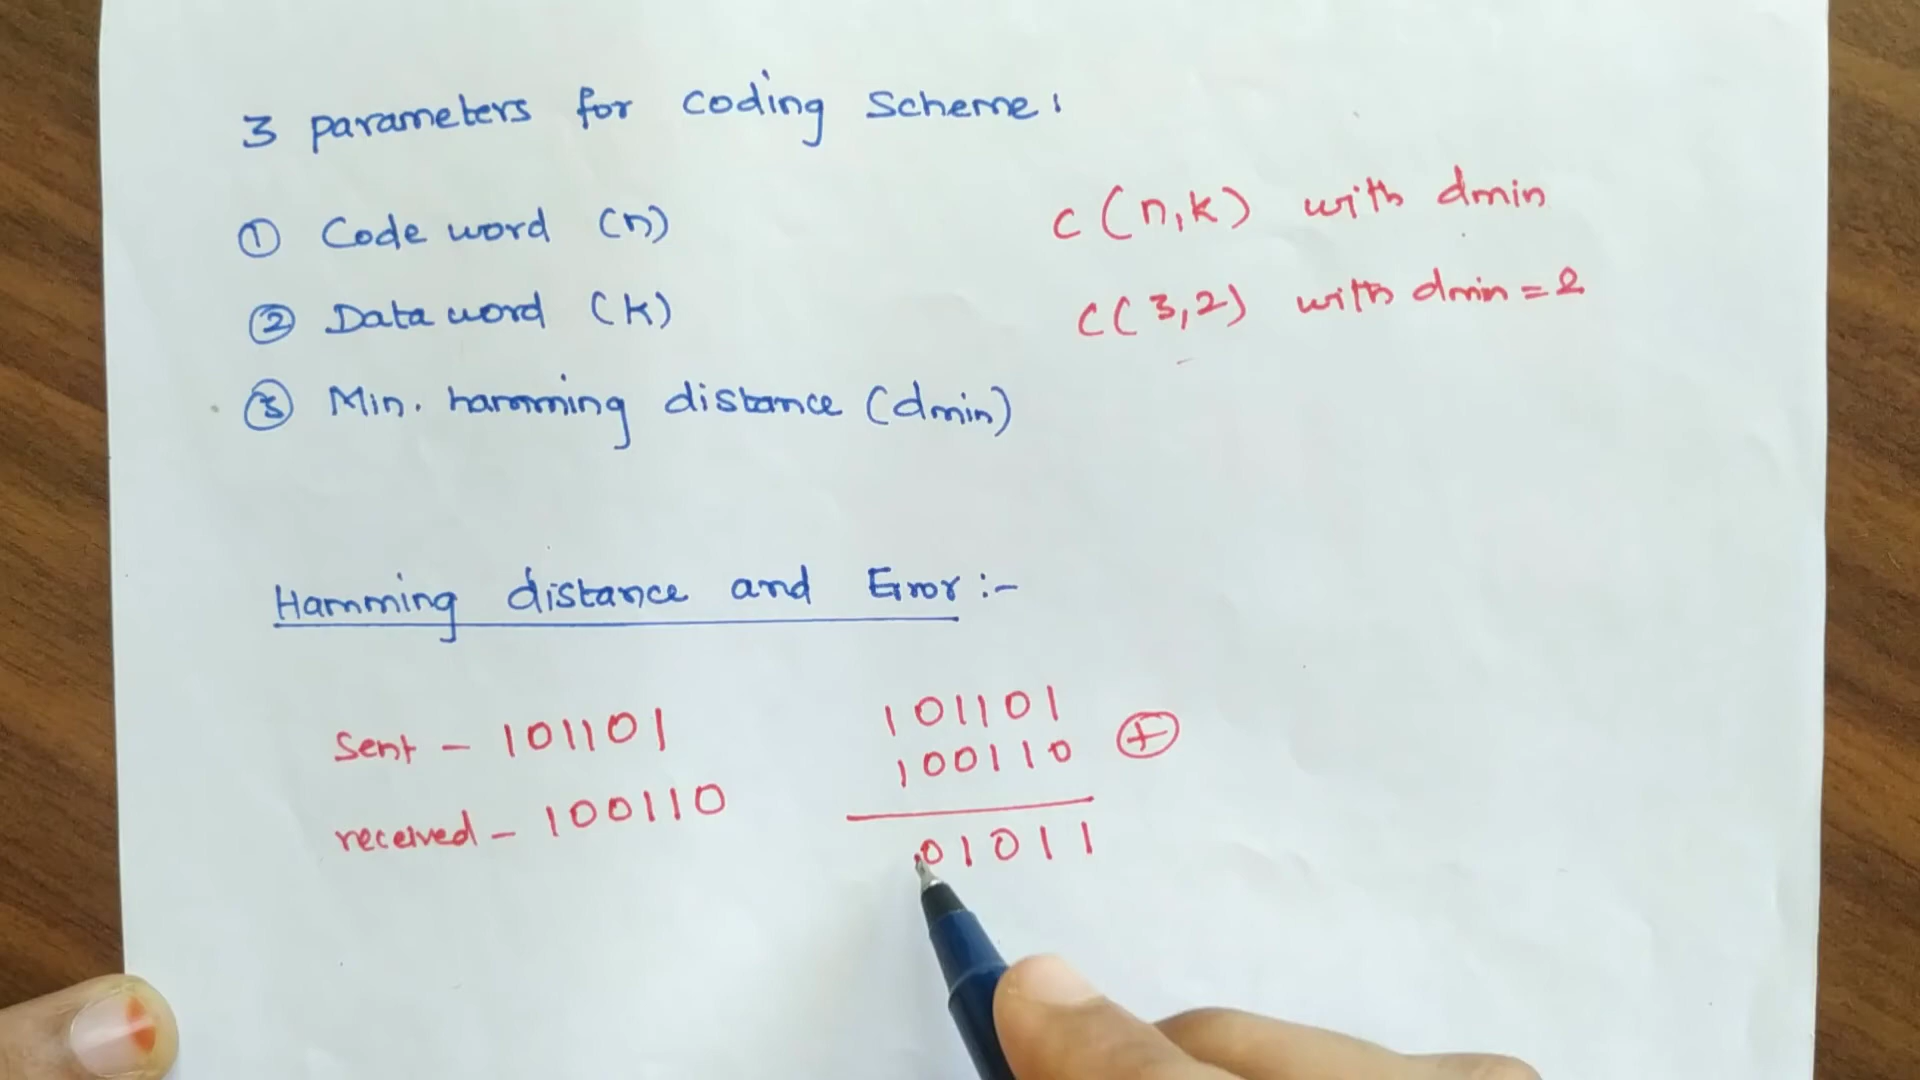 3 parameters for coding scheme:
① Code word (n)
② Data word (k)
③ Min. hamming distance (dmin)
C (n,k) with dmin
C(3,2) with dmin = 2
Hamming distance and Error :-
Sent - 101101
received - 100110
101101
100110 ⊕
01011